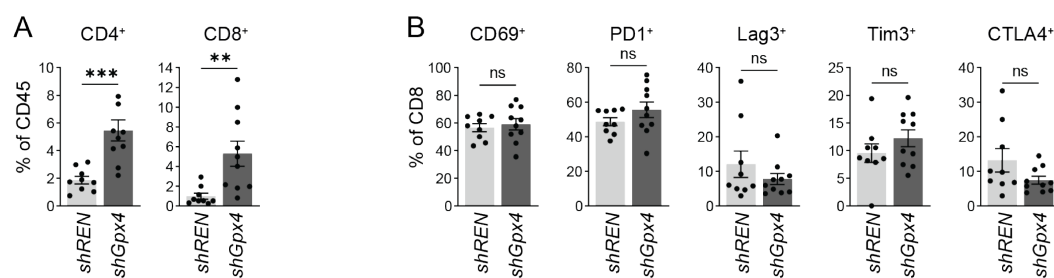 A
B
CD4⁺
CD8⁺
CD69⁺
PD1⁺
Lag3⁺
Tim3⁺
CTLA4⁺
***
**
ns
ns
ns
ns
ns
% of CD45
10
8
6
4
2
0
14
12
10
8
6
4
2
0
% of CD8
100
80
60
40
20
0
80
60
40
20
0
40
30
20
10
0
25
20
15
10
5
0
40
30
20
10
0
shREN
shGpx4
shREN
shGpx4
shREN
shGpx4
shREN
shGpx4
shREN
shGpx4
shREN
shGpx4
shREN
shGpx4